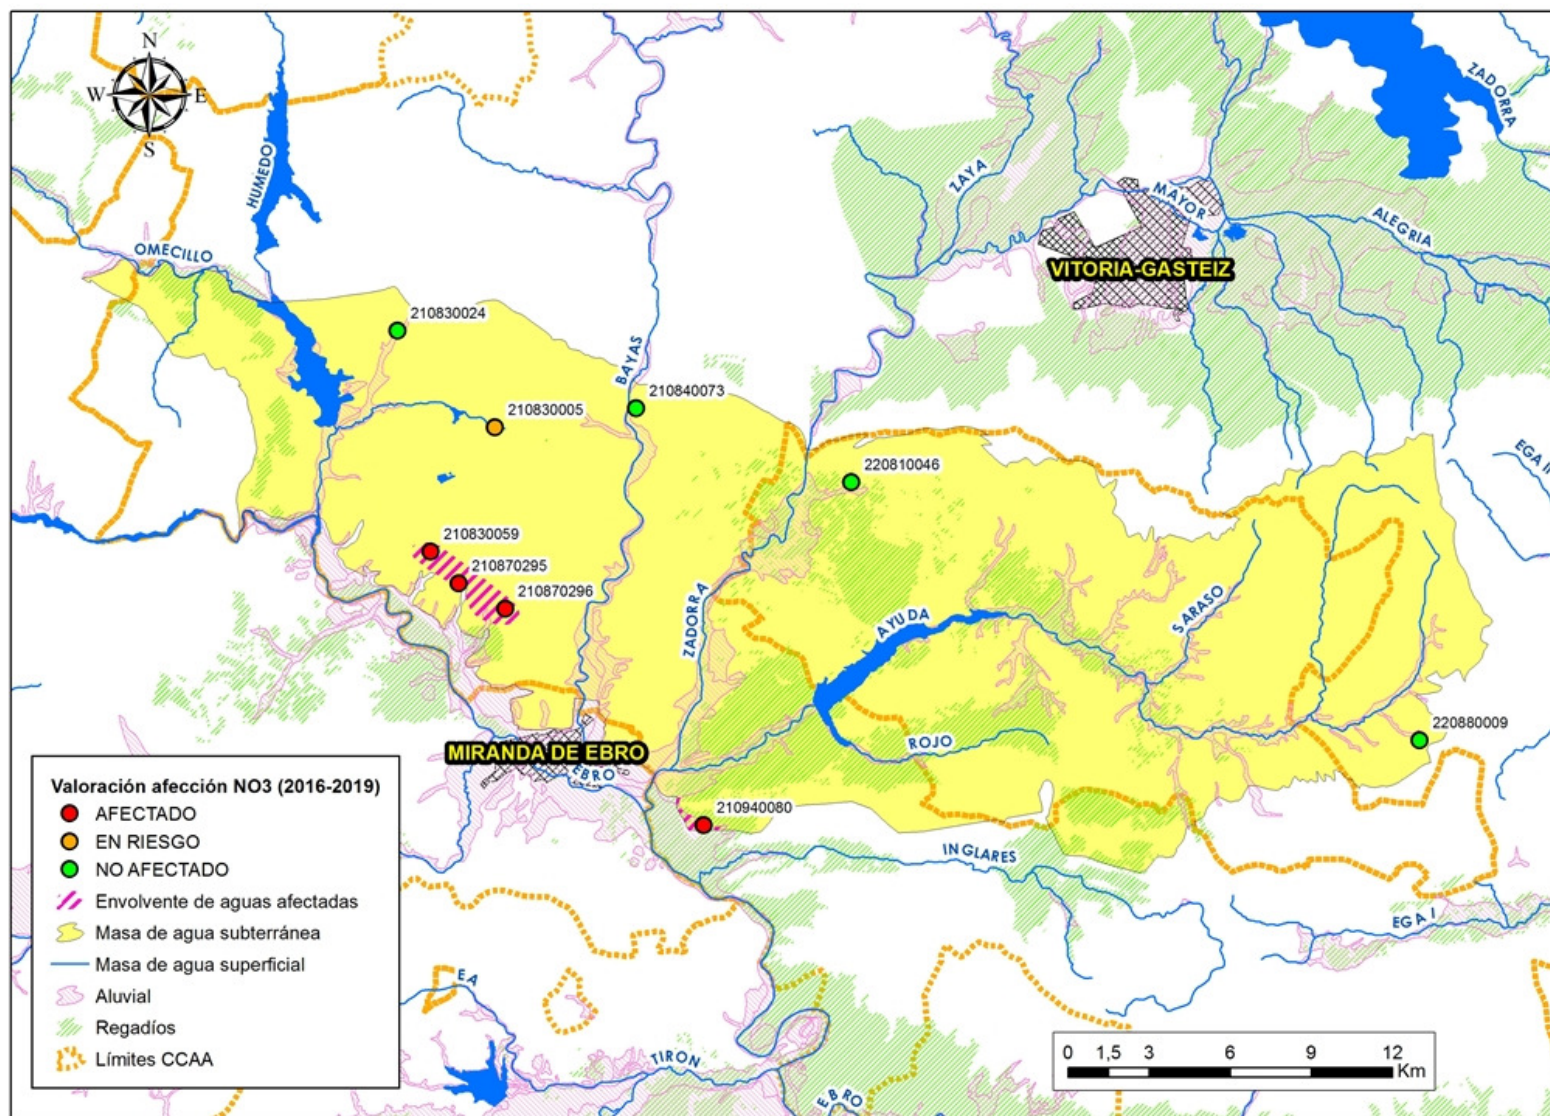 N
W
E
S
ZADORRA
HUMEDO
ZAYA
MAYOR
ALEGRIA
OMECILLO
VITORIA-GASTEIZ
210830024
BAYAS
210840073
210830005
EGA II
220810046
210830059
210870295
210870296
ZADORRA
AYUDA
SARASO
220880009
ROJO
MIRANDA DE EBRO
EBRO
210940080
INGLARES
EGA I
EA
TIRON
EBRO
Valoración afección NO3 (2016-2019)
AFECTADO
EN RIESGO
NO AFECTADO
Envolvente de aguas afectadas
Masa de agua subterránea
Masa de agua superficial
Aluvial
Regadíos
Límites CCAA
0 1,5 3 6 9 12
Km